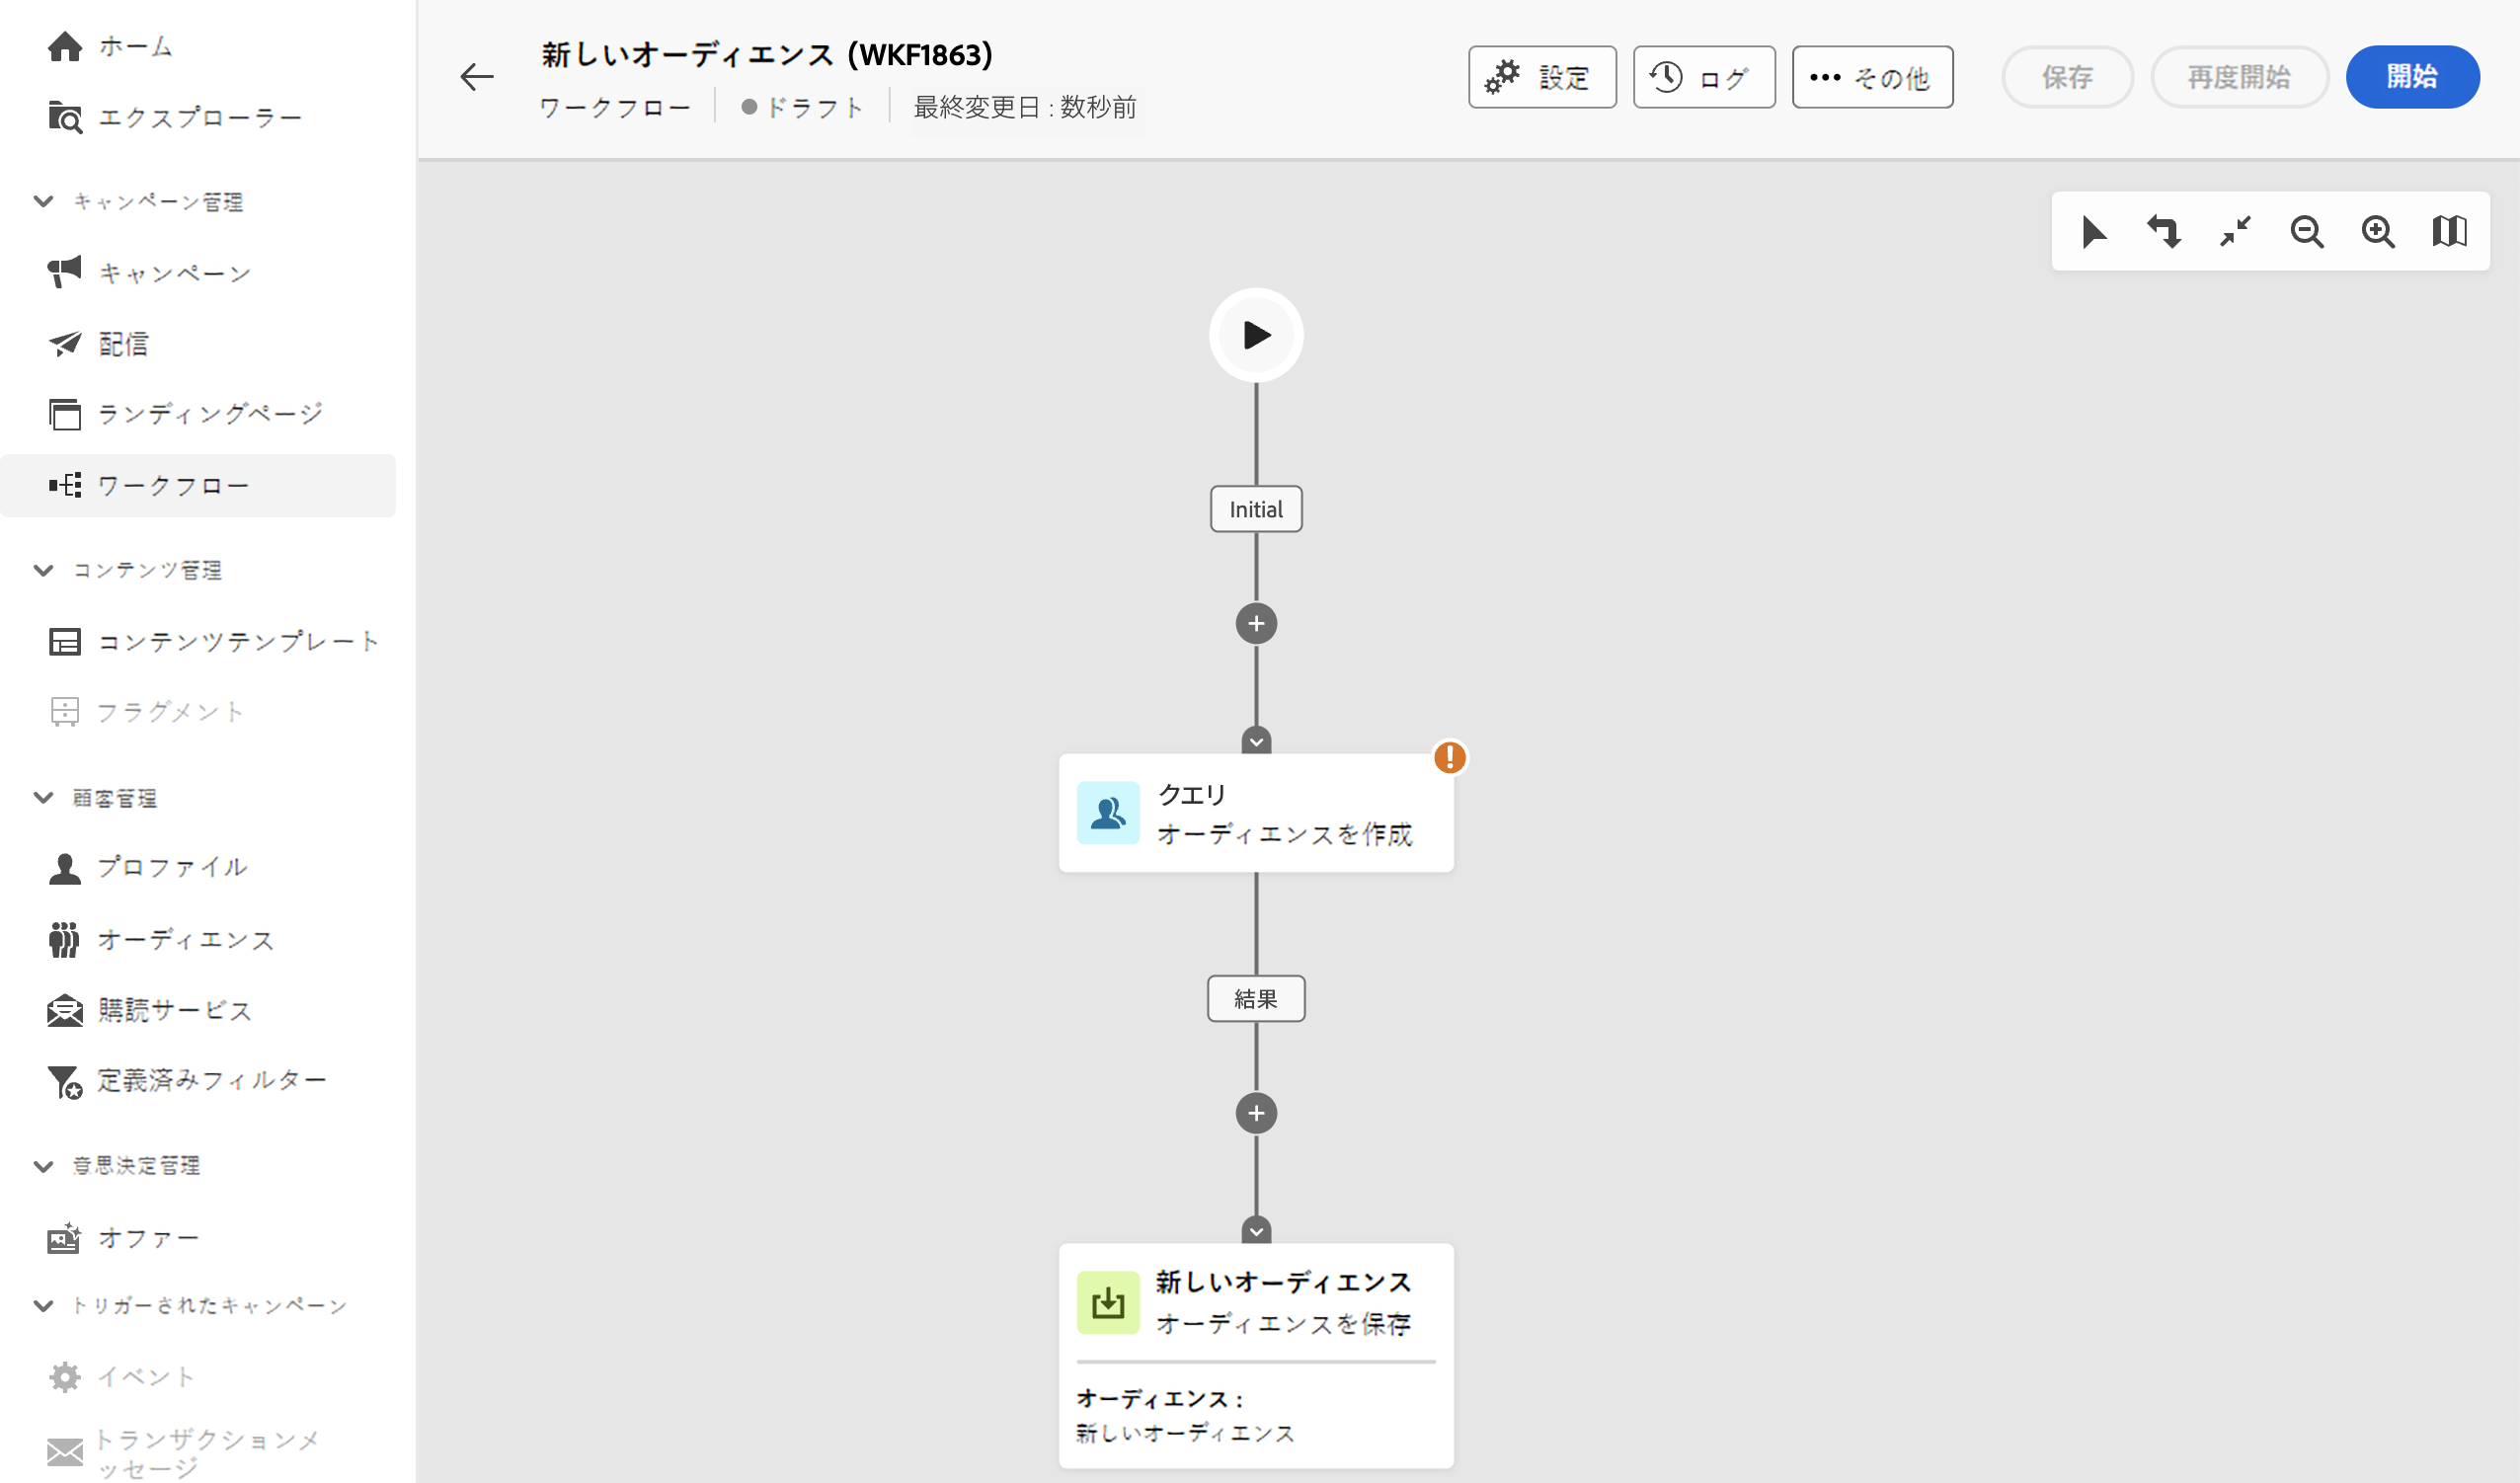 ホーム
エクスプローラー
キャンペーン管理
キャンペーン
配信
ランディングページ
ワークフロー
コンテンツ管理
コンテンツテンプレート
フラグメント
顧客管理
プロファイル
オーディエンス
購読サービス
定義済みフィルター
意思決定管理
オファー
トリガーされたキャンペーン
イベント
トランザクションメ
ッセージ
新しいオーディエンス (WKF1863)
ワークフロー ドラフト 最終変更日 : 数秒前
設定 ログ その他 保存 再度開始 開始
Initial
クエリ
オーディエンスを作成
結果
新しいオーディエンス
オーディエンスを保存
オーディエンス :
新しいオーディエンス